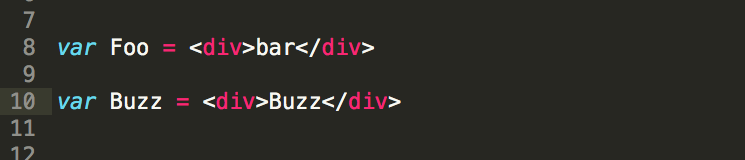 7
8 var Foo = <div>bar</div>
9
10 var Buzz = <div>Buzz</div>
11
12